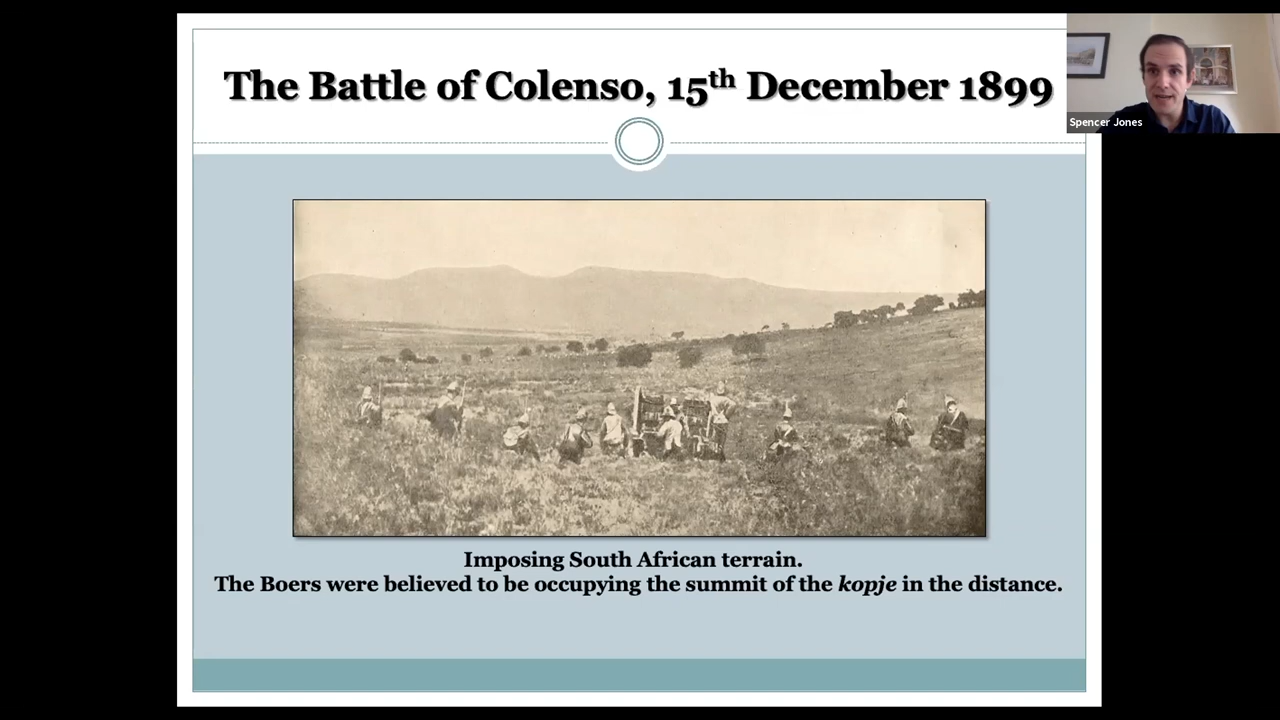 The Battle of Colenso, 15th December 1899
Spencer Jones
Imposing South African terrain.
The Boers were believed to be occupying the summit of the kopje in the distance.